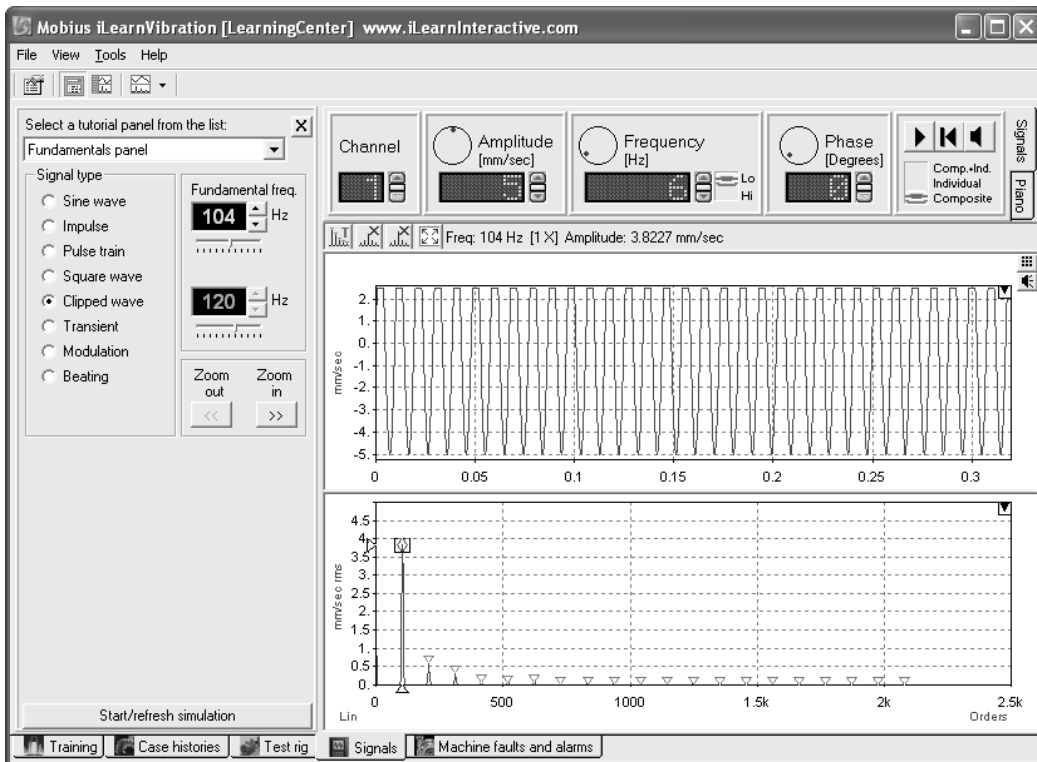 Mobius iLearnVibration [LearningCenter] www.iLearnInteractive.com
File View Tools Help
Select a tutorial panel from the list:
Fundamentals panel
Signal type
Sine wave
Impulse
Pulse train
Square wave
Clipped wave
Transient
Modulation
Beating
Fundamental freq.
104 Hz
120 Hz
Zoom out
Zoom in
<<
>>
Start/refresh simulation
Channel
1
Amplitude
[mm/sec]
5
Frequency
[Hz]
6
Lo
Hi
Phase
[Degrees]
0
Comp.+Ind.
Individual
Composite
Signals
Piano
Freq: 104 Hz [1 X] Amplitude: 3.8227 mm/sec
mm/sec
2.
1.
0.
-1.
-2.
-3.
-4.
-5.
0 0.05 0.1 0.15 0.2 0.25 0.3
mm/sec rms
4.5
4.
3.5
3.
2.5
2.
1.5
1.
0.5
0.
0 500 1000 1.5k 2k 2.5k
Lin Orders
Training Case histories Test rig Signals Machine faults and alarms